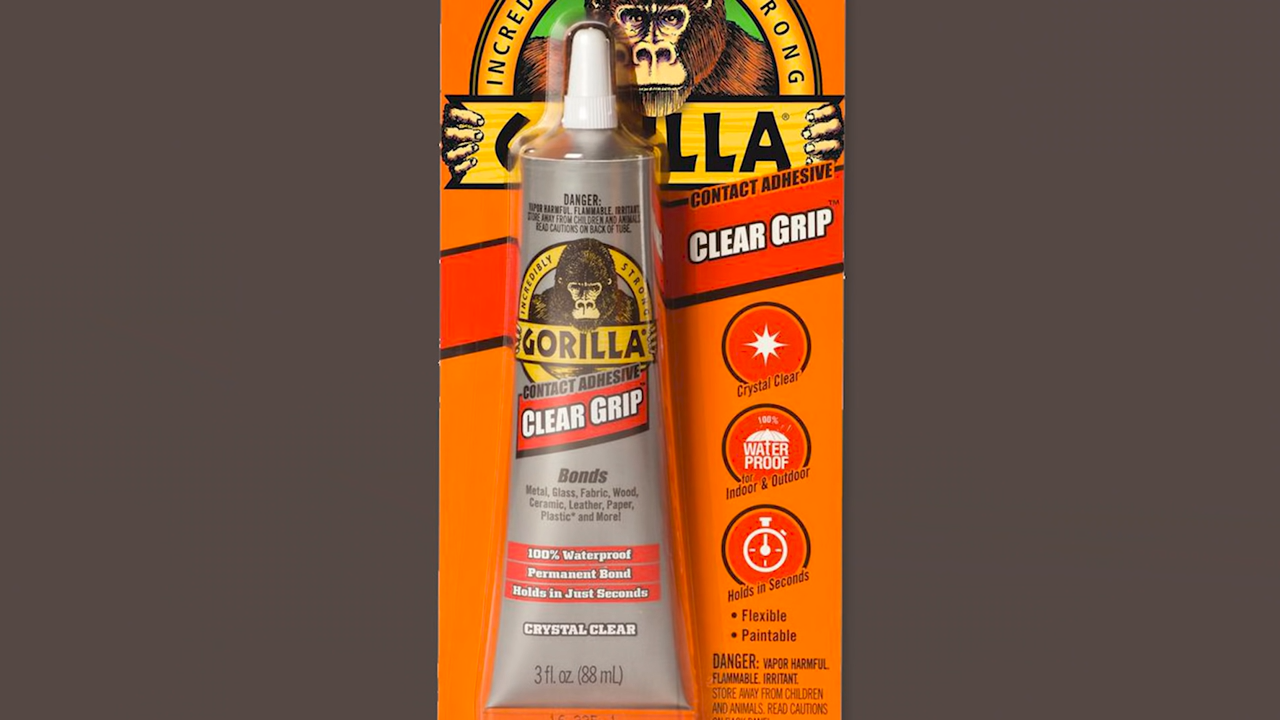 INCREDI
STRONG
G
LLA®
CONTACT ADHESIVE
CLEAR GRIP™
DANGER:
VAPOR HARMFUL. FLAMMABLE. IRRITANT.
STORE AWAY FROM CHILDREN AND ANIMALS.
READ CAUTIONS ON BACK OF TUBE.
INCREDIBLY STRONG
GORILLA
CONTACT ADHESIVE
CLEAR GRIP
Bonds
Metal, Glass, Fabric, Wood,
Ceramic, Leather, Paper,
Plastic* and More!
100% Waterproof
Permanent Bond
Holds in Just Seconds
CRYSTAL CLEAR
3 fl. oz. (88 mL)
Crystal Clear
100%
WATER
PROOF
for
Indoor & Outdoor
Holds in Seconds
• Flexible
• Paintable
DANGER: VAPOR HARMFUL.
FLAMMABLE. IRRITANT.
STORE AWAY FROM CHILDREN
AND ANIMALS. READ CAUTIONS